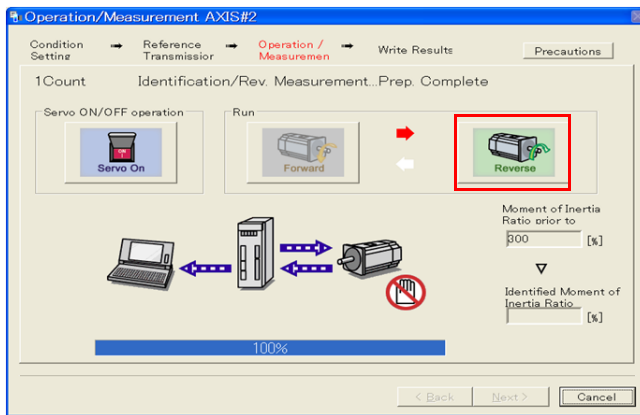 Operation/Measurement AXIS#2
Condition Setting
Reference Transmissior
Operation / Measuremen
Write Results
Precautions
1Count Identification/Rev. Measurement...Prep. Complete
Servo ON/OFF operation
Run
ON
Servo On
Forward
Reverse
Moment of Inertia
Ratio prior to
300 [%]
Identified Moment of
Inertia Ratio
[%]
100%
< Back
Next >
Cancel